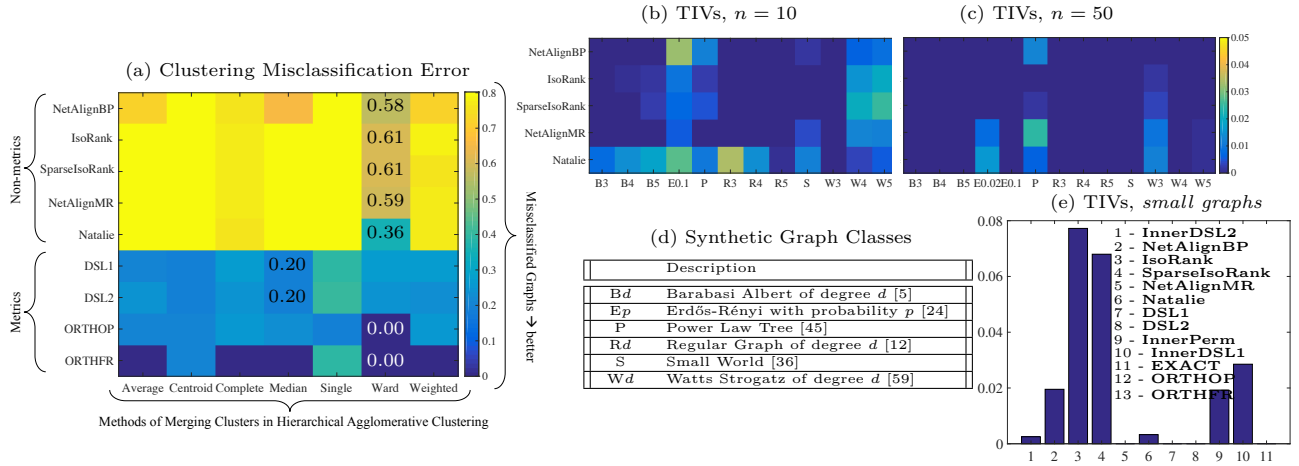 (a) Clustering Misclassification Error
Non-metrics
Metrics
NetAlignBP
IsoRank
SparseIsoRank
NetAlignMR
Natalie
DSL1
DSL2
ORTHOP
ORTHFR
0.58
0.61
0.61
0.59
0.36
0.20
0.20
0.00
0.00
Average Centroid Complete Median Single Ward Weighted
Methods of Merging Clusters in Hierarchical Agglomerative Clustering
0.8
0.7
0.6
0.5
0.4
0.3
0.2
0.1
0
Missclassified Graphs → better
(b) TIVs, n = 10
NetAlignBP
IsoRank
SparseIsoRank
NetAlignMR
Natalie
B3 B4 B5 E0.1 P R3 R4 R5 S W3 W4 W5
(c) TIVs, n = 50
B3 B4 B5 E0.02E0.1 P R3 R4 R5 S W3 W4 W5
0.05
0.04
0.03
0.02
0.01
0
(d) Synthetic Graph Classes
Description
Bd Barabasi Albert of degree d [5]
Ep Erdős-Rényi with probability p [24]
P Power Law Tree [45]
Rd Regular Graph of degree d [12]
S Small World [36]
Wd Watts Strogatz of degree d [59]
(e) TIVs, small graphs
0.08
0.06
0.04
0.02
0
1 - InnerDSL2
2 - NetAlignBP
3 - IsoRank
4 - SparseIsoRank
5 - NetAlignMR
6 - Natalie
7 - DSL1
8 - DSL2
9 - InnerPerm
10 - InnerDSL1
11 - EXACT
12 - ORTHOP
13 - ORTHFR
1 2 3 4 5 6 7 8 9 10 11